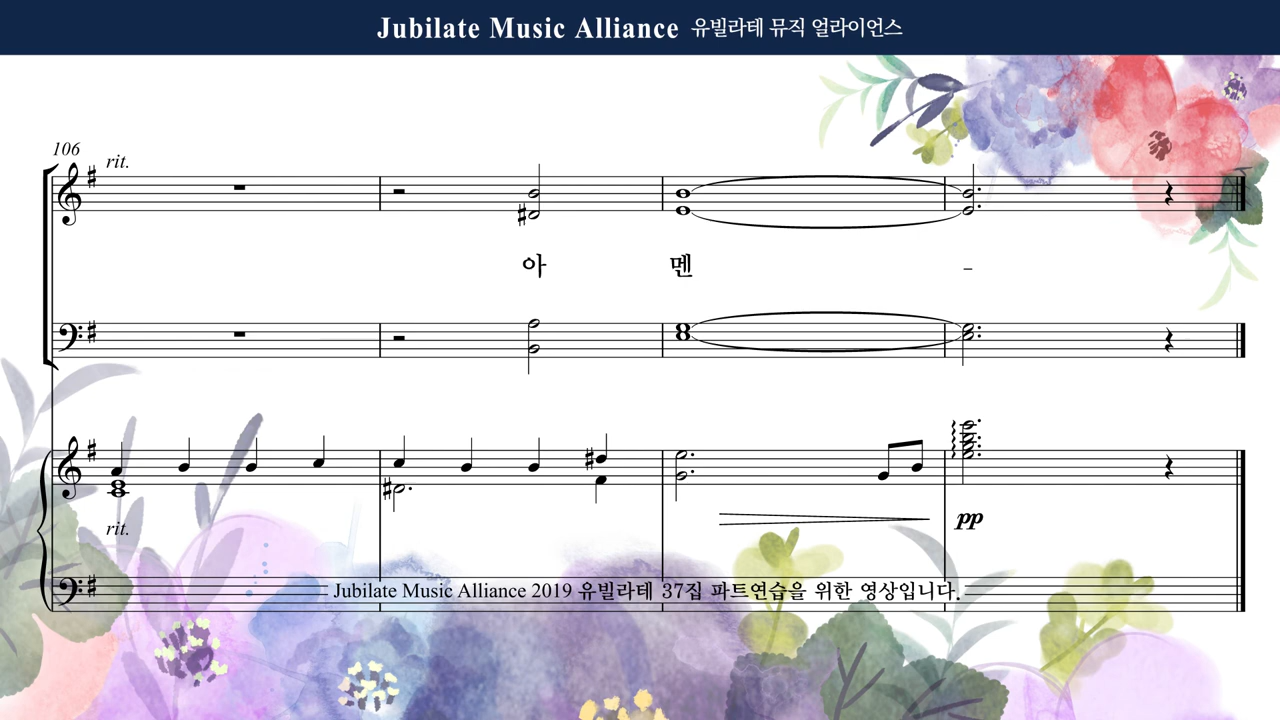 Jubilate Music Alliance 유빌라테 뮤직 얼라이언스
106
rit.
아 멘 -
rit.
pp
Jubilate Music Alliance 2019 유빌라테 37집 파트연습을 위한 영상입니다.